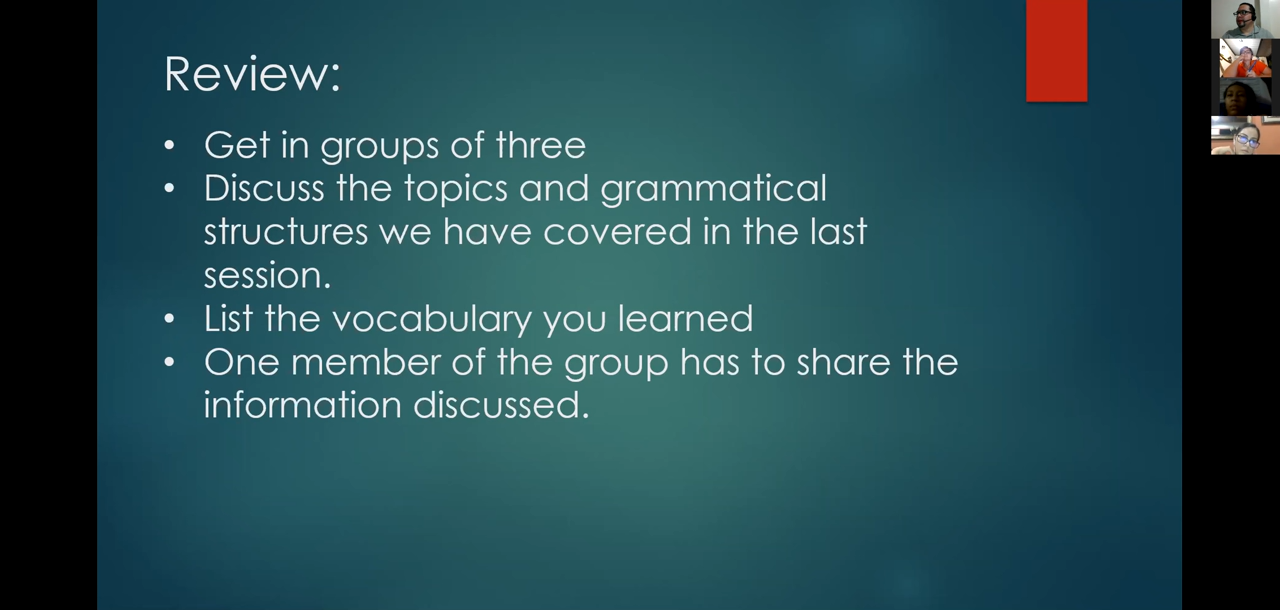 Review:
• Get in groups of three
• Discuss the topics and grammatical
structures we have covered in the last
session.
• List the vocabulary you learned
• One member of the group has to share the
information discussed.